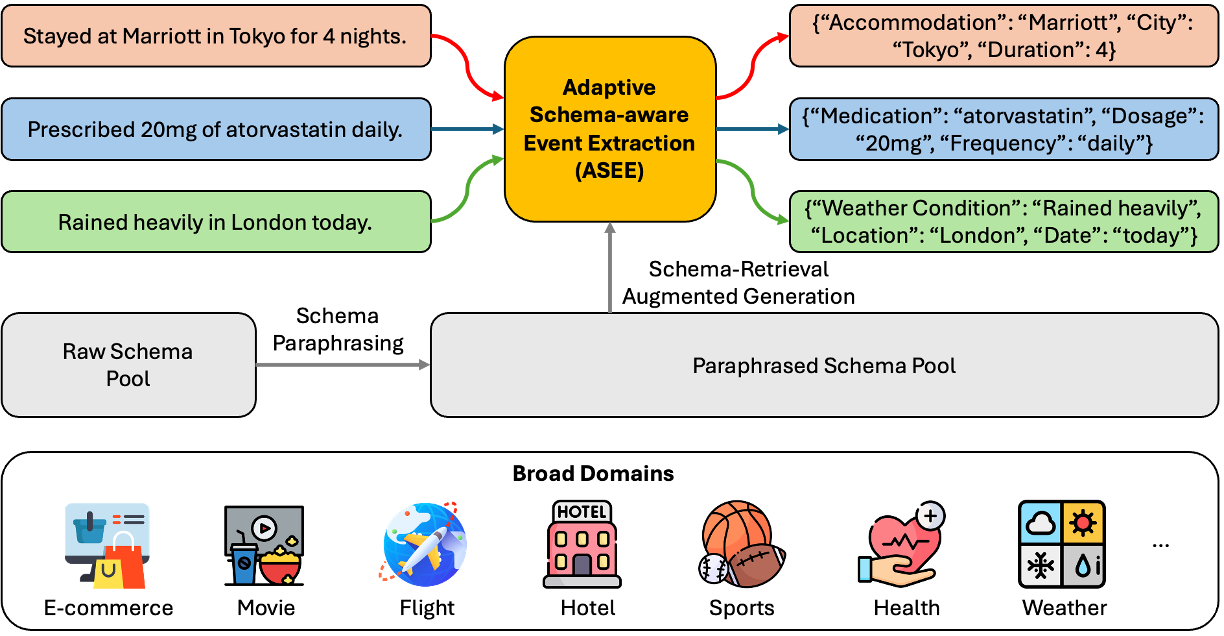 Stayed at Marriott in Tokyo for 4 nights.
Prescribed 20mg of atorvastatin daily.
Rained heavily in London today.
Adaptive
Schema-aware
Event Extraction
(ASEE)
{“Accommodation”: “Marriott”, “City”:
“Tokyo”, “Duration”: 4}
{“Medication”: “atorvastatin”, “Dosage”:
“20mg”, “Frequency”: “daily”}
{“Weather Condition”: “Rained heavily”,
“Location”: “London”, “Date”: “today”}
Schema-Retrieval
Augmented Generation
Raw Schema
Pool
Schema
Paraphrasing
Paraphrased Schema Pool
Broad Domains
HOTEL
E-commerce
Movie
Flight
Hotel
Sports
Health
Weather
...